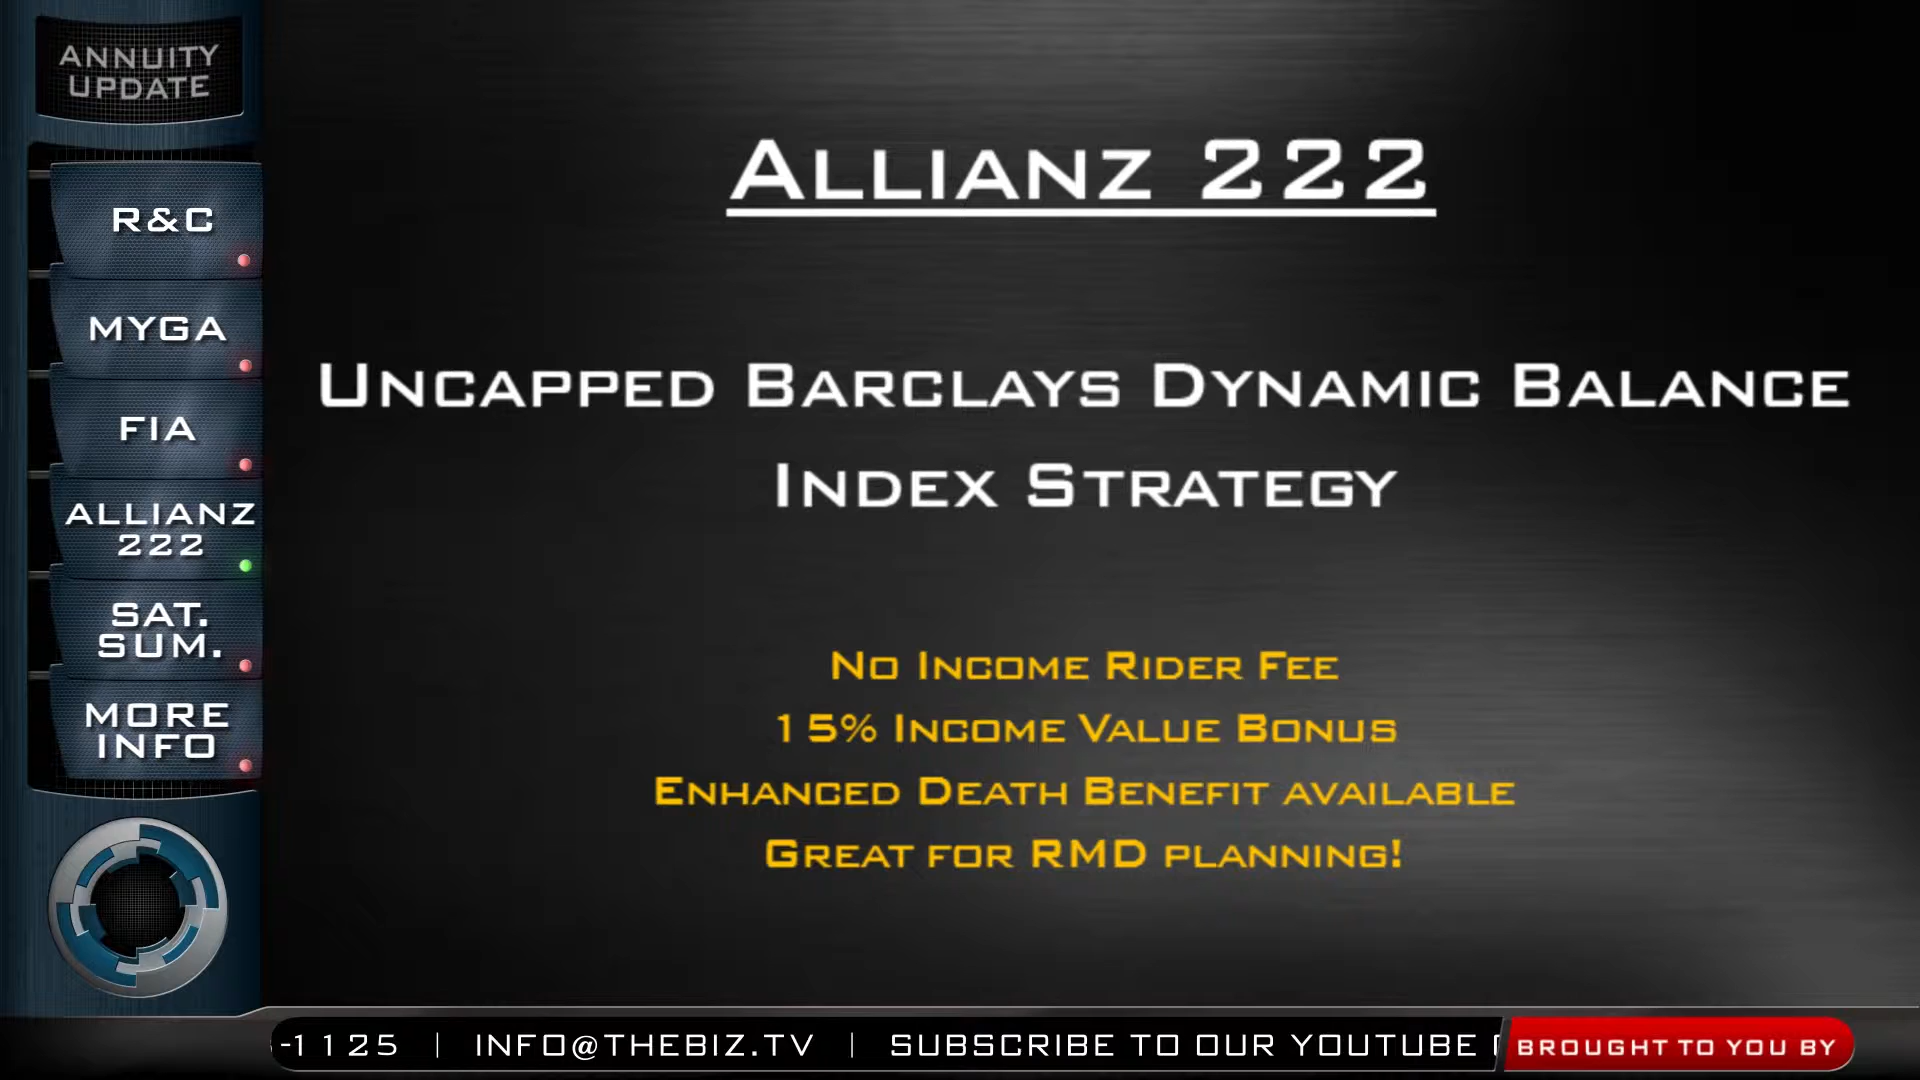 ANNUITY
UPDATE
R&C
MYGA
FIA
ALLIANZ
222
SAT.
SUM.
MORE
INFO
ALLIANZ 222
UNCAPPED BARCLAYS DYNAMIC BALANCE
INDEX STRATEGY
NO INCOME RIDER FEE
15% INCOME VALUE BONUS
ENHANCED DEATH BENEFIT AVAILABLE
GREAT FOR RMD PLANNING!
-1125 | INFO@THEBIZ.TV | SUBSCRIBE TO OUR YOUTUBE
BROUGHT TO YOU BY